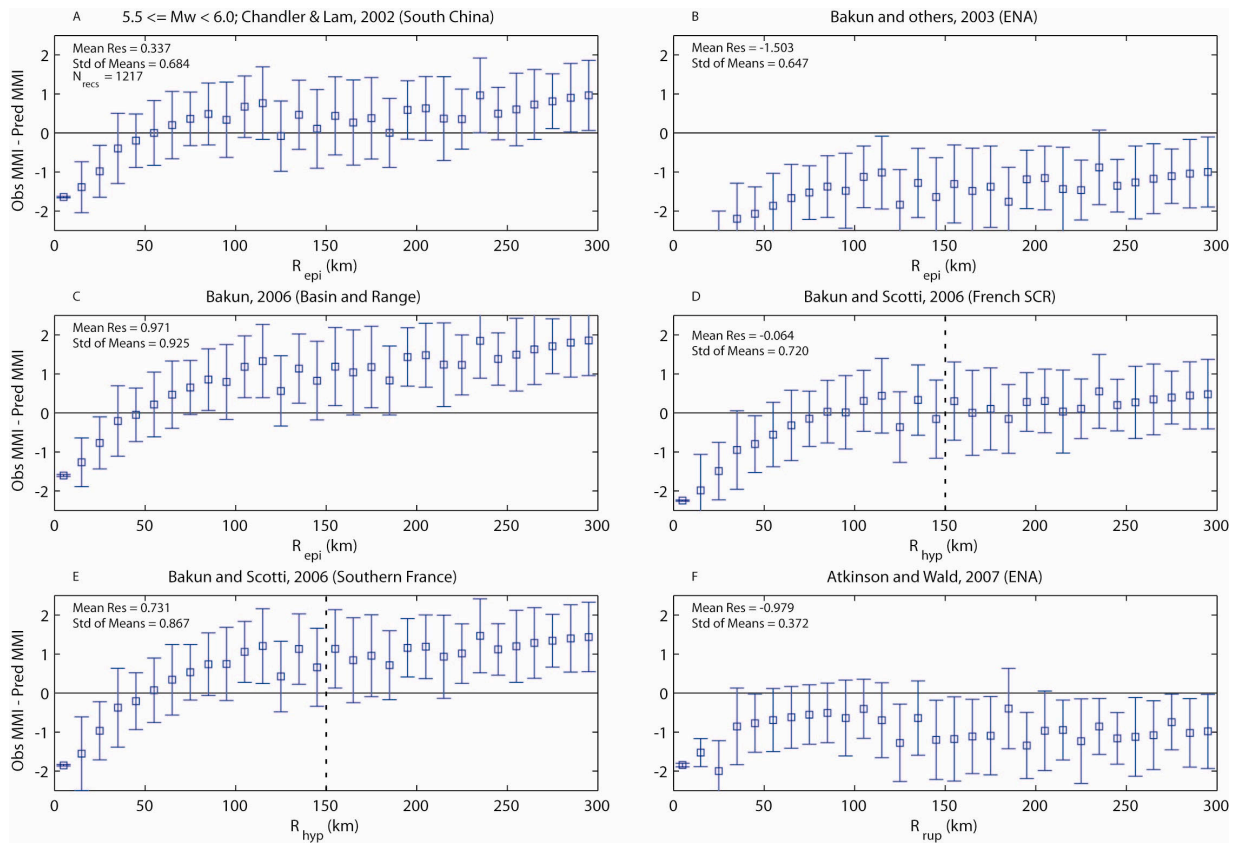 A 5.5 <= Mw < 6.0; Chandler & Lam, 2002 (South China)
Mean Res = 0.337
Std of Means = 0.684
N recs = 1217
2
1
0
-1
-2
Obs MMI - Pred MMI
0 50 100 150 200 250 300
R epi (km)
B Bakun and others, 2003 (ENA)
Mean Res = -1.503
Std of Means = 0.647
2
1
0
-1
-2
0 50 100 150 200 250 300
R epi (km)
C Bakun, 2006 (Basin and Range)
Mean Res = 0.971
Std of Means = 0.925
2
1
0
-1
-2
Obs MMI - Pred MMI
0 50 100 150 200 250 300
R epi (km)
D Bakun and Scotti, 2006 (French SCR)
Mean Res = -0.064
Std of Means = 0.720
2
1
0
-1
-2
0 50 100 150 200 250 300
R hyp (km)
E Bakun and Scotti, 2006 (Southern France)
Mean Res = 0.731
Std of Means = 0.867
2
1
0
-1
-2
Obs MMI - Pred MMI
0 50 100 150 200 250 300
R hyp (km)
F Atkinson and Wald, 2007 (ENA)
Mean Res = -0.979
Std of Means = 0.372
2
1
0
-1
-2
0 50 100 150 200 250 300
R rup (km)